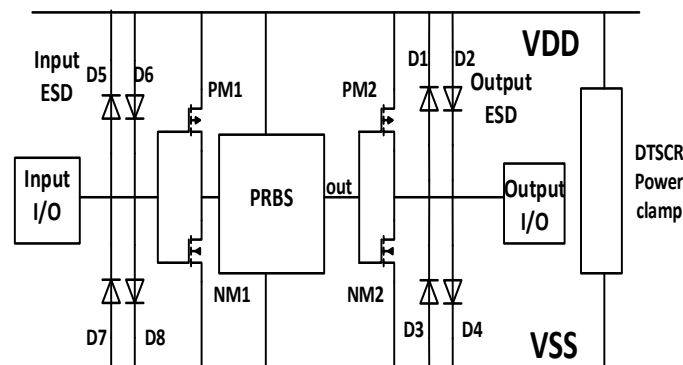 Input
ESD
D5
D6
PM1
PM2
D1
D2
VDD
Output
ESD
DTSCR
Power
clamp
Input
I/O
PRBS
out
Output
I/O
D7
D8
NM1
NM2
D3
D4
VSS